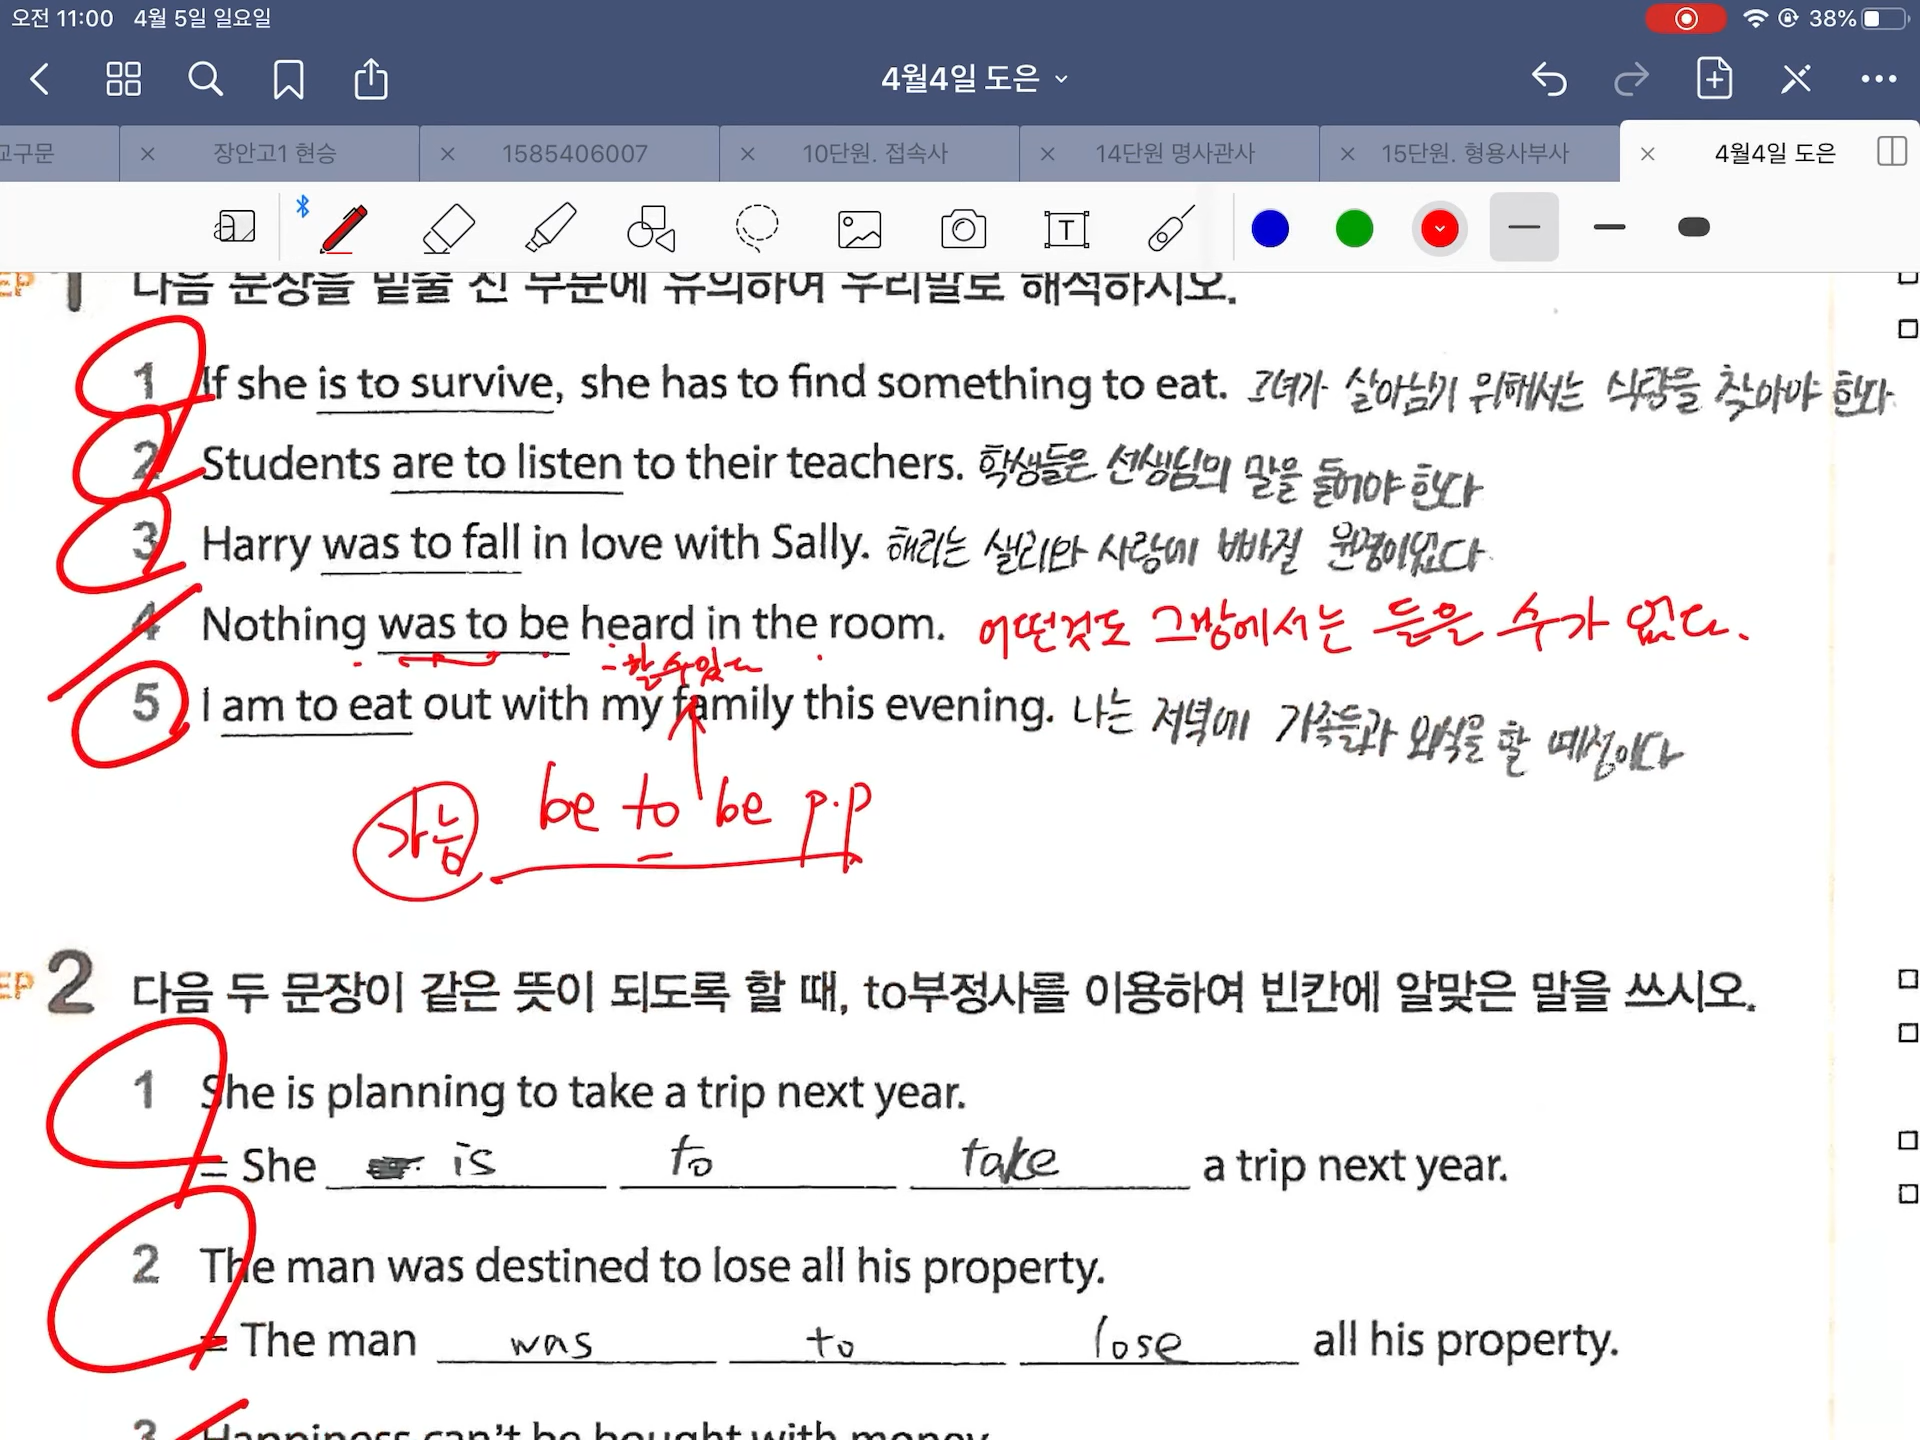 오전 11:00 4월 5일 일요일 38%
4월4일 도은
교구문 장안고1 현승 1585406007 10단원. 접속사 14단원 명사관사 15단원. 형용사부사 4월4일 도은
EP 1 다음 문장을 밑줄 친 부분에 유의하여 우리말로 해석하시오.
1 If she is to survive, she has to find something to eat. 그녀가 살아남기 위해서는 식량을 찾아야 한다
2 Students are to listen to their teachers. 학생들은 선생님의 말을 들어야 한다
3 Harry was to fall in love with Sally. 해리는 샐리와 사랑에 빠질 운명이었다
4 Nothing was to be heard in the room. 어떤것도 그방에서는 들을 수가 없다.
할 수 있다
5 I am to eat out with my family this evening. 나는 저녁에 가족들과 외식을 할 예정이다
가능 be to be p.p
EP 2 다음 두 문장이 같은 뜻이 되도록 할 때, to부정사를 이용하여 빈칸에 알맞은 말을 쓰시오.
1 She is planning to take a trip next year.
= She is to take a trip next year.
2 The man was destined to lose all his property.
= The man was to lose all his property.
3 Happiness can't be bought with money.